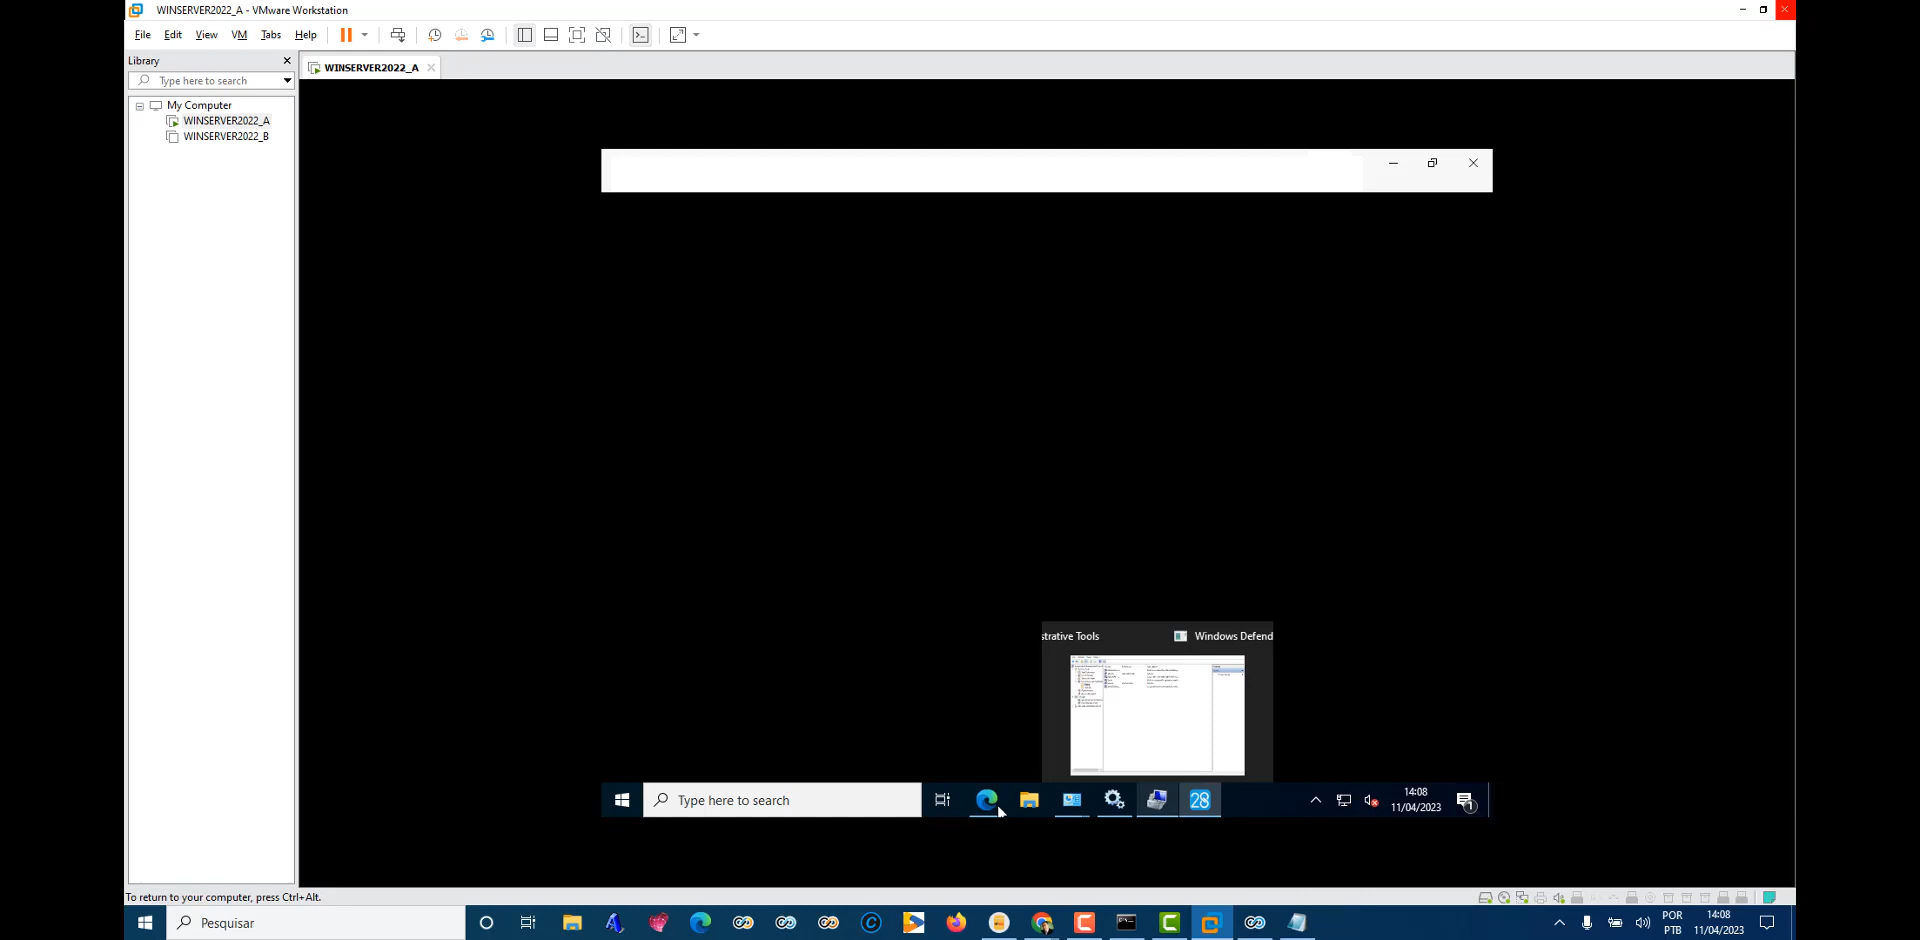 WINSERVER2022_A - VMware Workstation
File Edit View VM Tabs Help
Library
Type here to search
WINSERVER2022_A
My Computer
WINSERVER2022_A
WINSERVER2022_B
strative Tools Windows Defend
Type here to search
28
14:08
11/04/2023
1
To return to your computer, press Ctrl+Alt.
Pesquisar
POR
PTB
14:08
11/04/2023